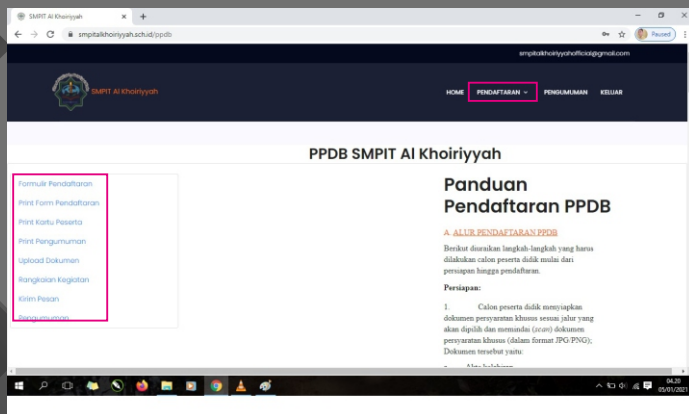 SMPIT Al Khoiriyyah
smpitalkhoiriyyah.sch.id/ppdb
Paused
smpitalkhoiriyyahofficial@gmail.com
SMPIT Al Khoiriyyah
HOME PENDAFTARAN PENGUMUMAN KELUAR
PPDB SMPIT Al Khoiriyyah
Formulir Pendaftaran
Print Form Pendaftaran
Print Kartu Peserta
Print Pengumuman
Upload Dokumen
Rangkaian Kegiatan
Kirim Pesan
Pengumuman
Panduan
Pendaftaran PPDB
A. ALUR PENDAFTARAN PPDB
Berikut diuraikan langkah-langkah yang harus
dilakukan calon peserta didik mulai dari
persiapan hingga pendaftaran.
Persiapan:
1. Calon peserta didik menyiapkan
dokumen persyaratan khusus sesuai jalur yang
akan dipilih dan memindai (scan) dokumen
persyaratan khusus (dalam format JPG/PNG);
Dokumen tersebut yaitu:
04.20
05/01/2021